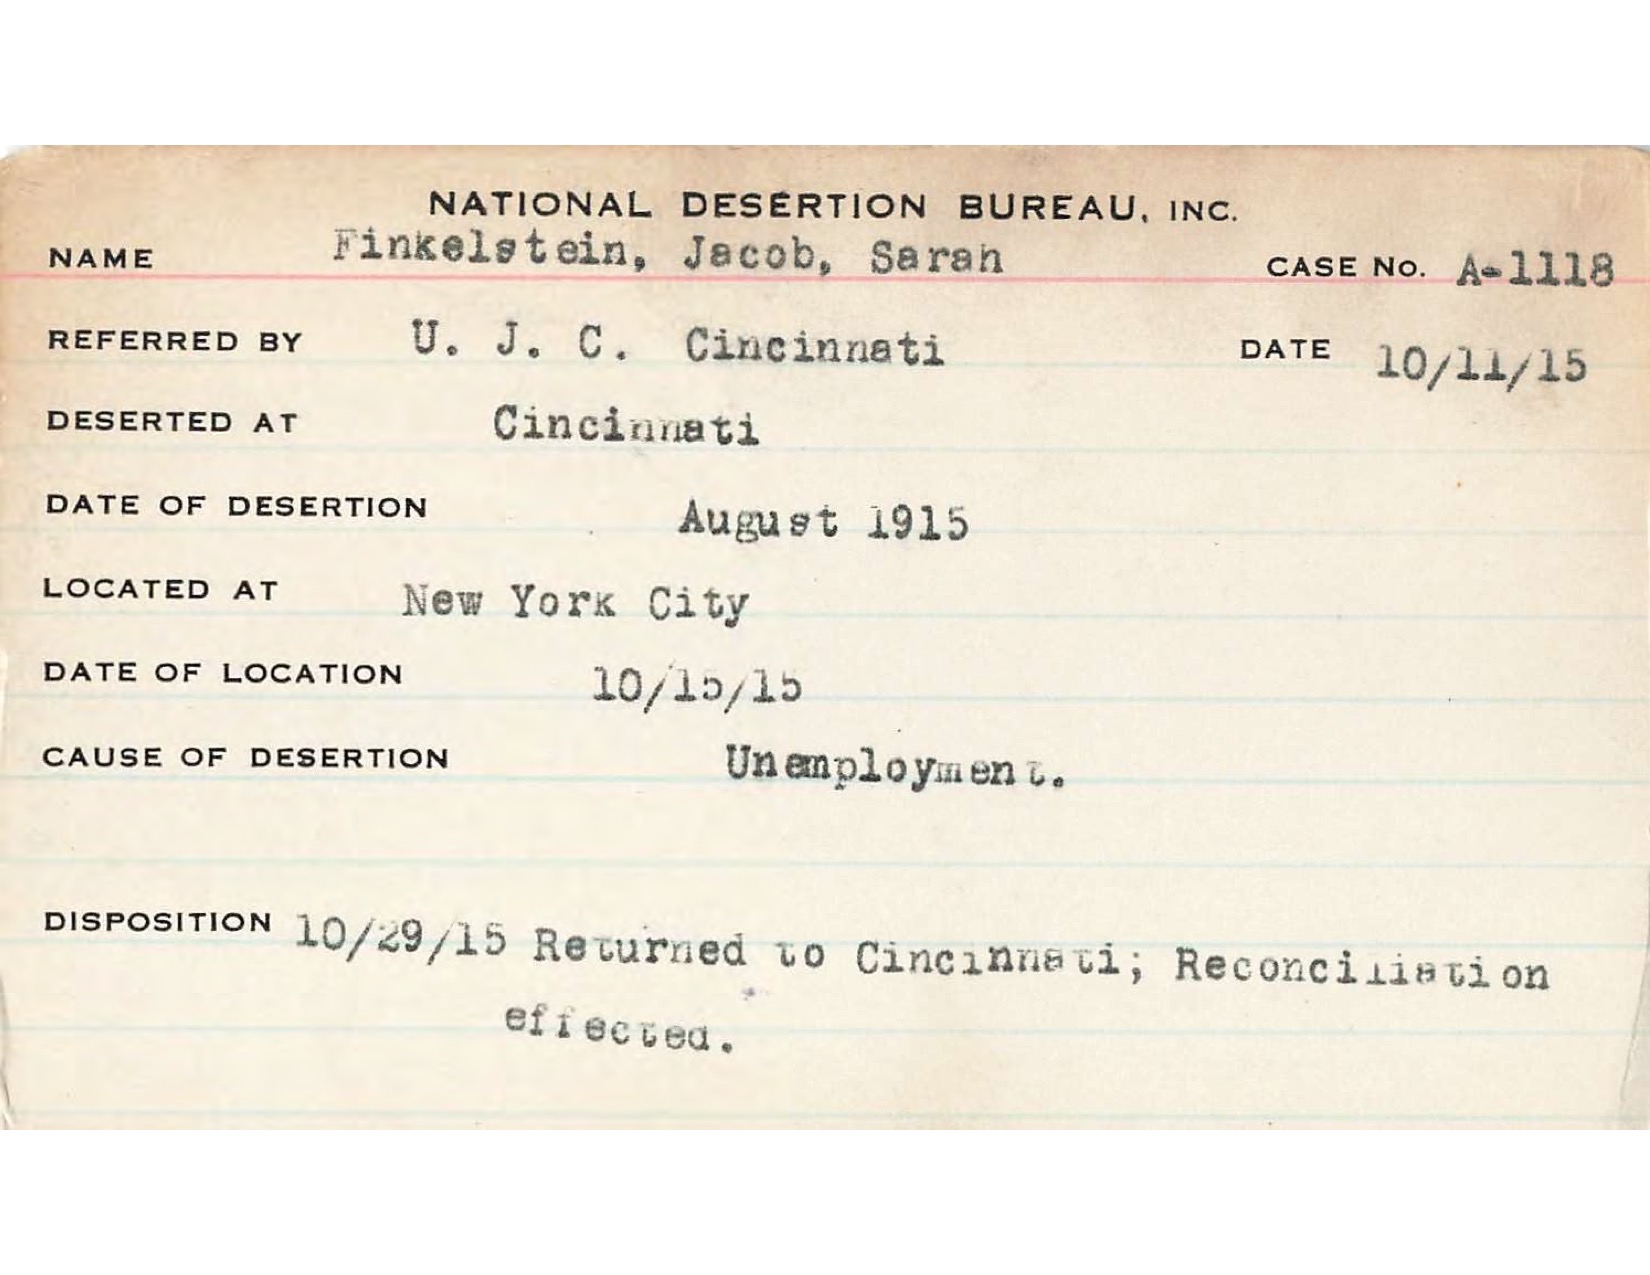 NATIONAL DESERTION BUREAU, INC.
NAME Finkelstein, Jacob, Sarah CASE No. A-1118
REFERRED BY U. J. C. Cincinnati DATE 10/11/15
DESERTED AT Cincinnati
DATE OF DESERTION August 1915
LOCATED AT New York City
DATE OF LOCATION 10/15/15
CAUSE OF DESERTION Unemployment.
DISPOSITION 10/29/15 Returned to Cincinnati; Reconciliation
effected.